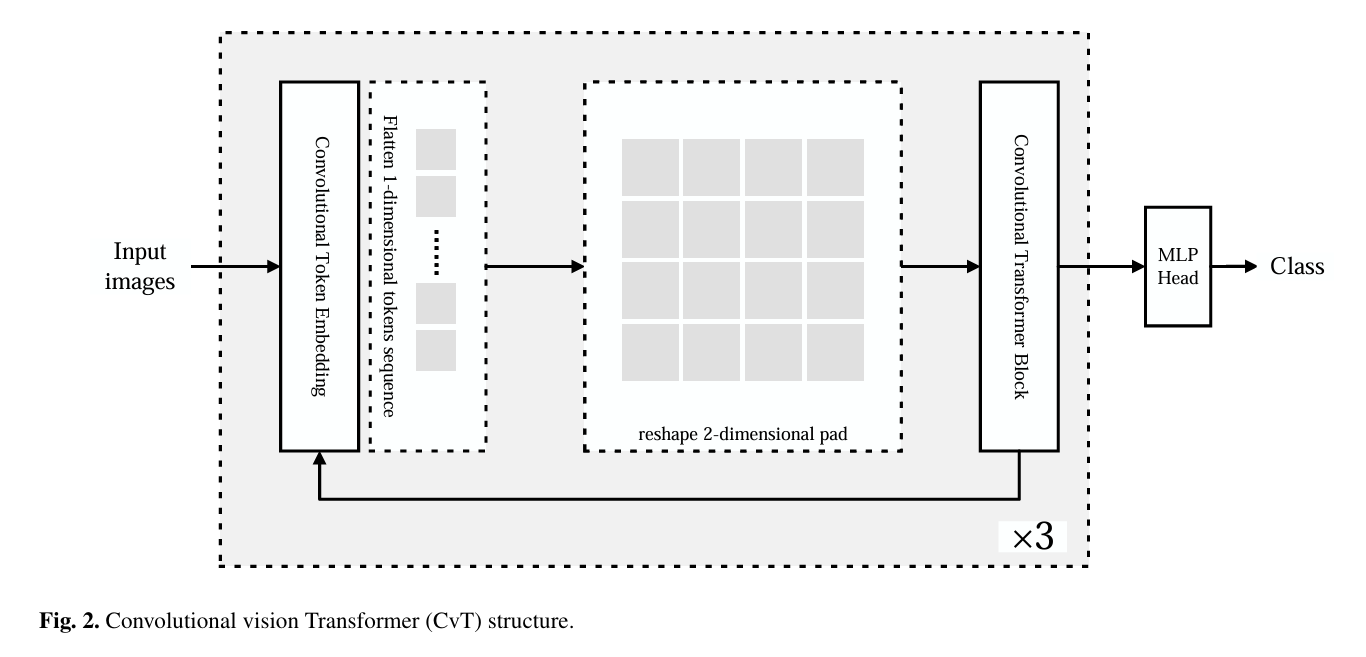 Input
images
Convolutional Token Embedding
Flatten 1-dimensional tokens sequence
reshape 2-dimensional pad
Convolutional Transformer Block
MLP
Head
Class
×3
Fig. 2. Convolutional vision Transformer (CvT) structure.